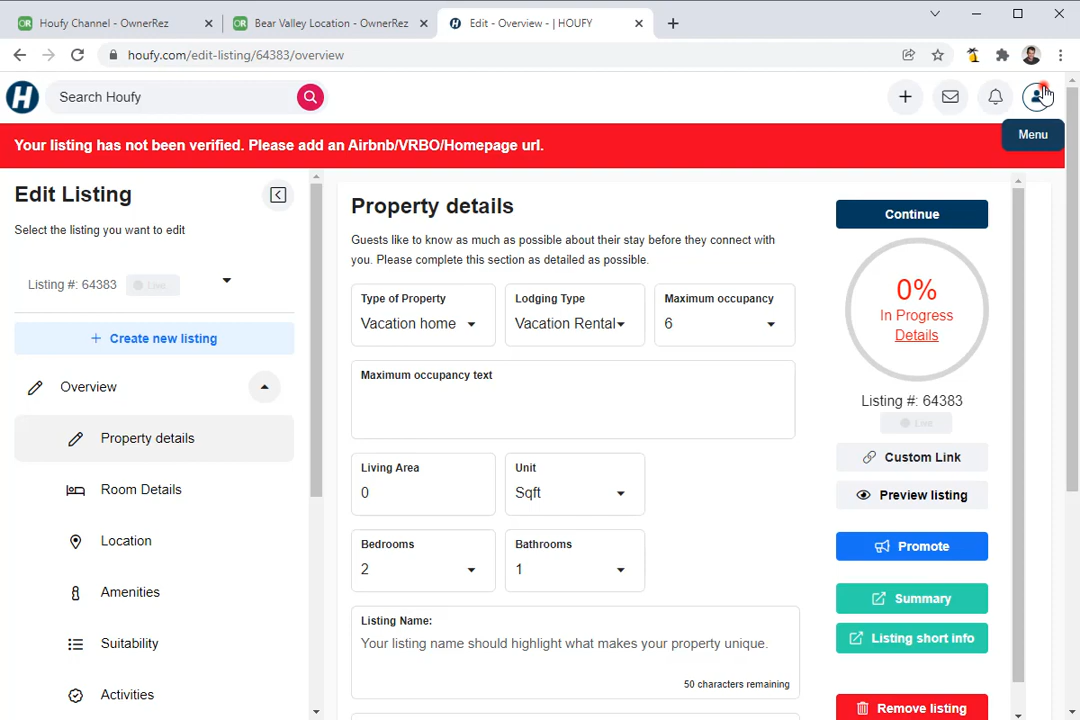 OR Houfy Channel - OwnerRez
OR Bear Valley Location - OwnerRez
H Edit - Overview - | HOUFY
houfy.com/edit-listing/64383/overview
H Search Houfy
Menu
Your listing has not been verified. Please add an Airbnb/VRBO/Homepage url.
Edit Listing
Select the listing you want to edit
Listing #: 64383 Live
+ Create new listing
Overview
Property details
Room Details
Location
Amenities
Suitability
Activities
Property details
Guests like to know as much as possible about their stay before they connect with
you. Please complete this section as detailed as possible.
Type of Property
Vacation home
Lodging Type
Vacation Rental
Maximum occupancy
6
Maximum occupancy text
Living Area
0
Unit
Sqft
Bedrooms
2
Bathrooms
1
Listing Name:
Your listing name should highlight what makes your property unique.
50 characters remaining
Continue
0%
In Progress
Details
Listing #: 64383
Live
Custom Link
Preview listing
Promote
Summary
Listing short info
Remove listing